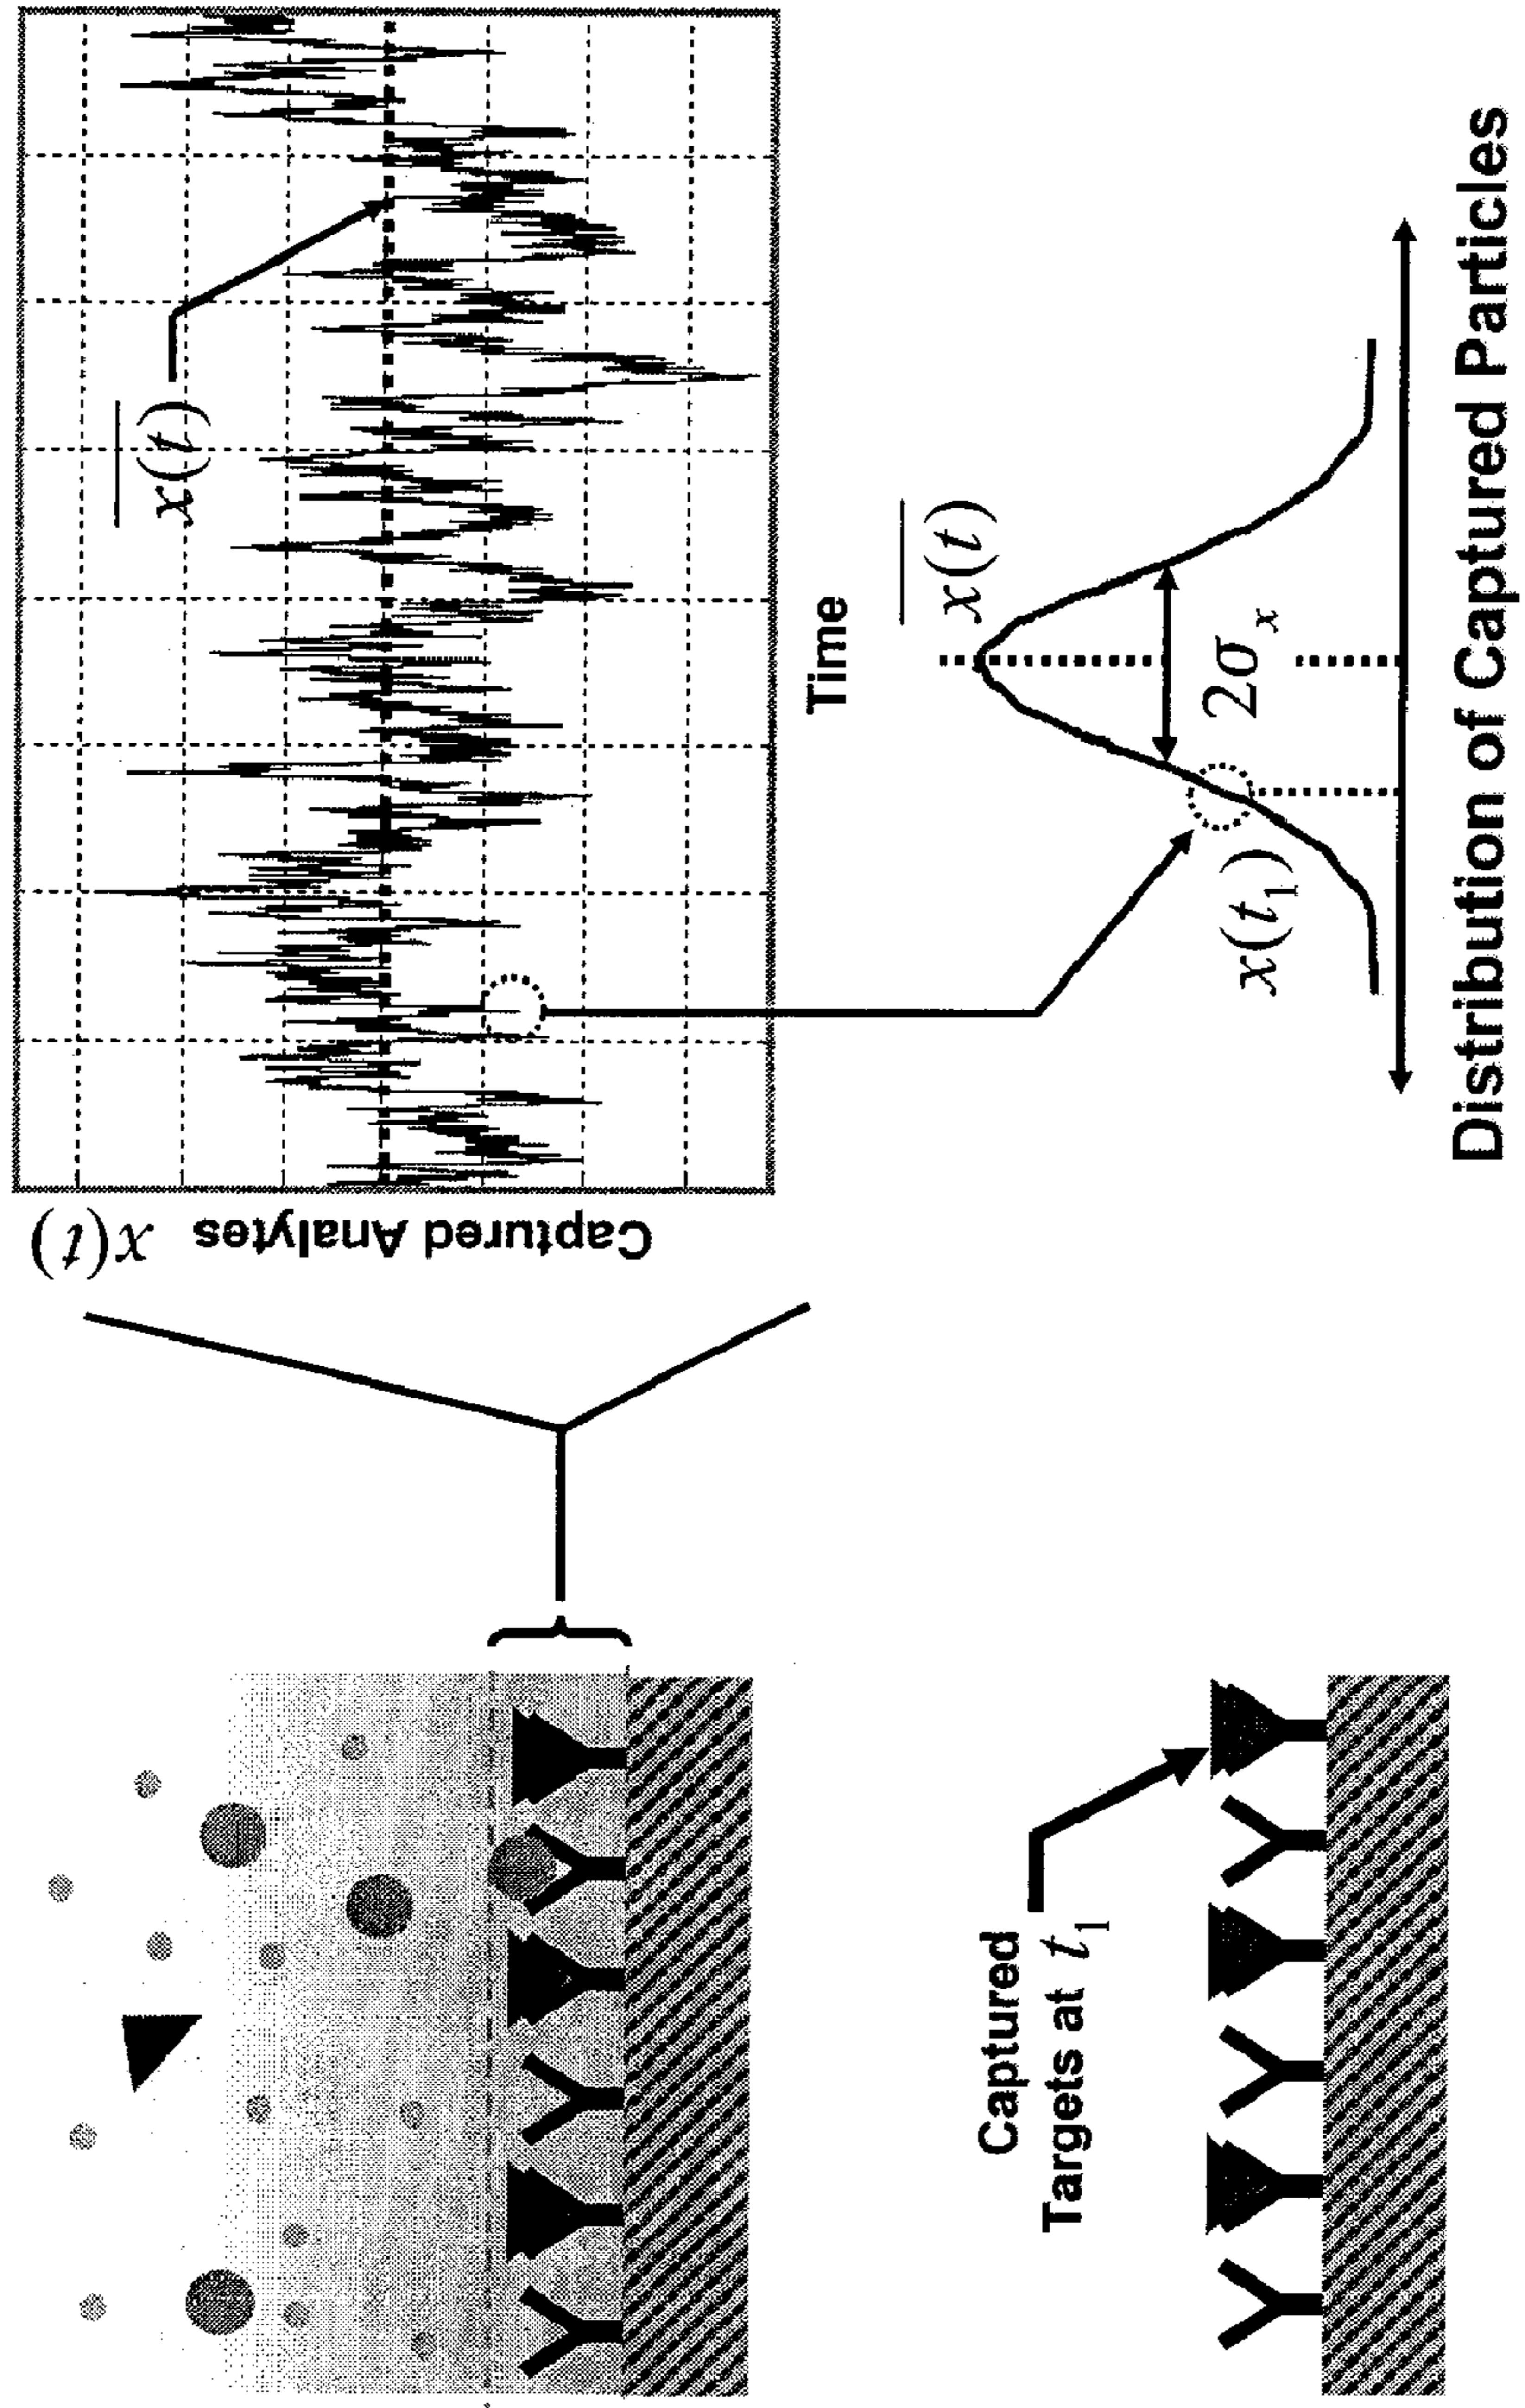 x(t)
Captured Analytes
x(t)
Time
x(t)
2σx
x(t1)
Distribution of Captured Particles
Captured
Targets at t1